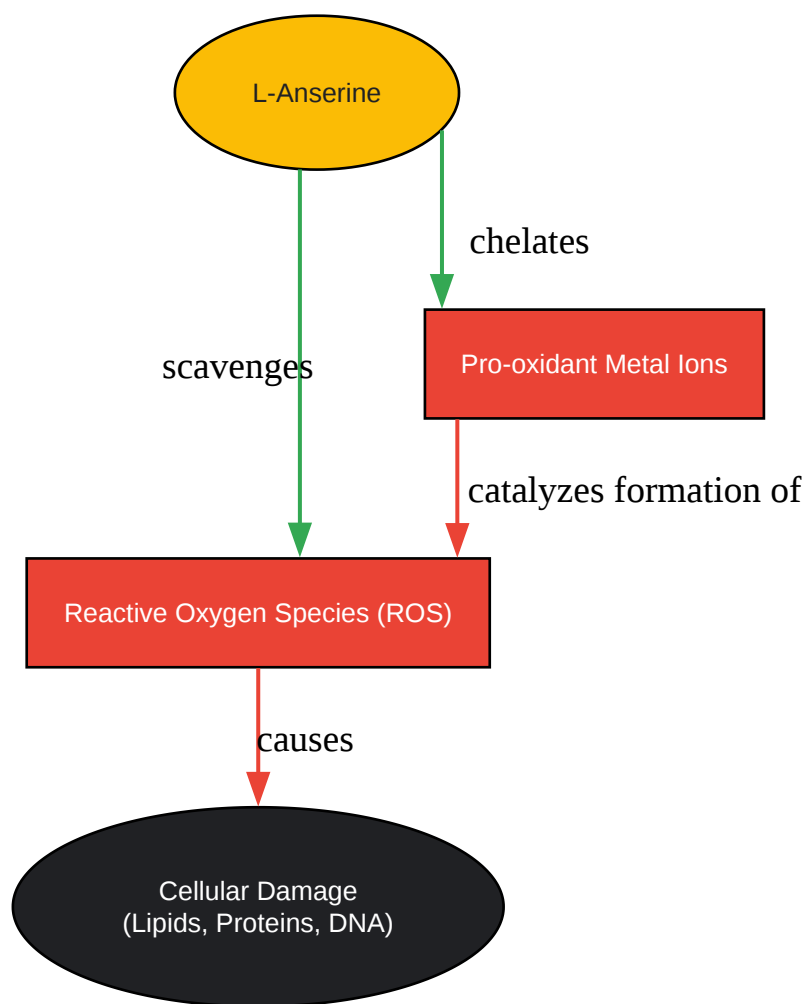 L-Anserine
chelates
scavenges
Pro-oxidant Metal Ions
catalyzes formation of
Reactive Oxygen Species (ROS)
causes
Cellular Damage
(Lipids, Proteins, DNA)